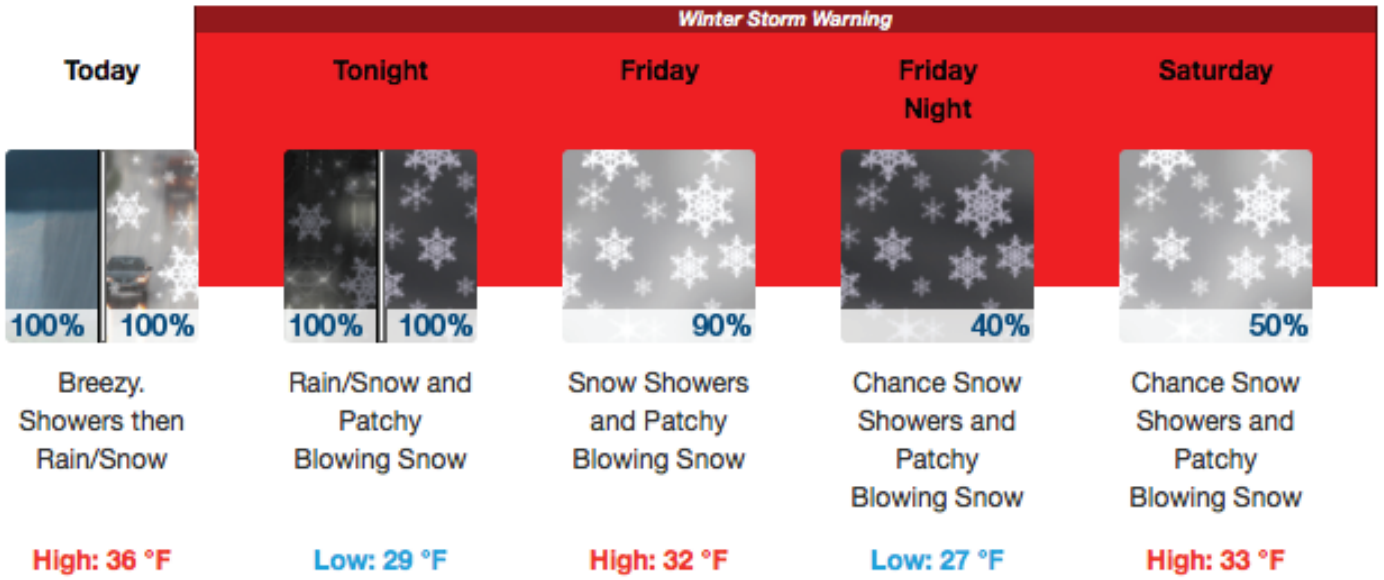 Winter Storm Warning
Today
Tonight
Friday
Friday
Night
Saturday
100% 100%
100% 100%
90%
40%
50%
Breezy.
Showers then
Rain/Snow
Rain/Snow and
Patchy
Blowing Snow
Snow Showers
and Patchy
Blowing Snow
Chance Snow
Showers and
Patchy
Blowing Snow
Chance Snow
Showers and
Patchy
Blowing Snow
High: 36 °F
Low: 29 °F
High: 32 °F
Low: 27 °F
High: 33 °F